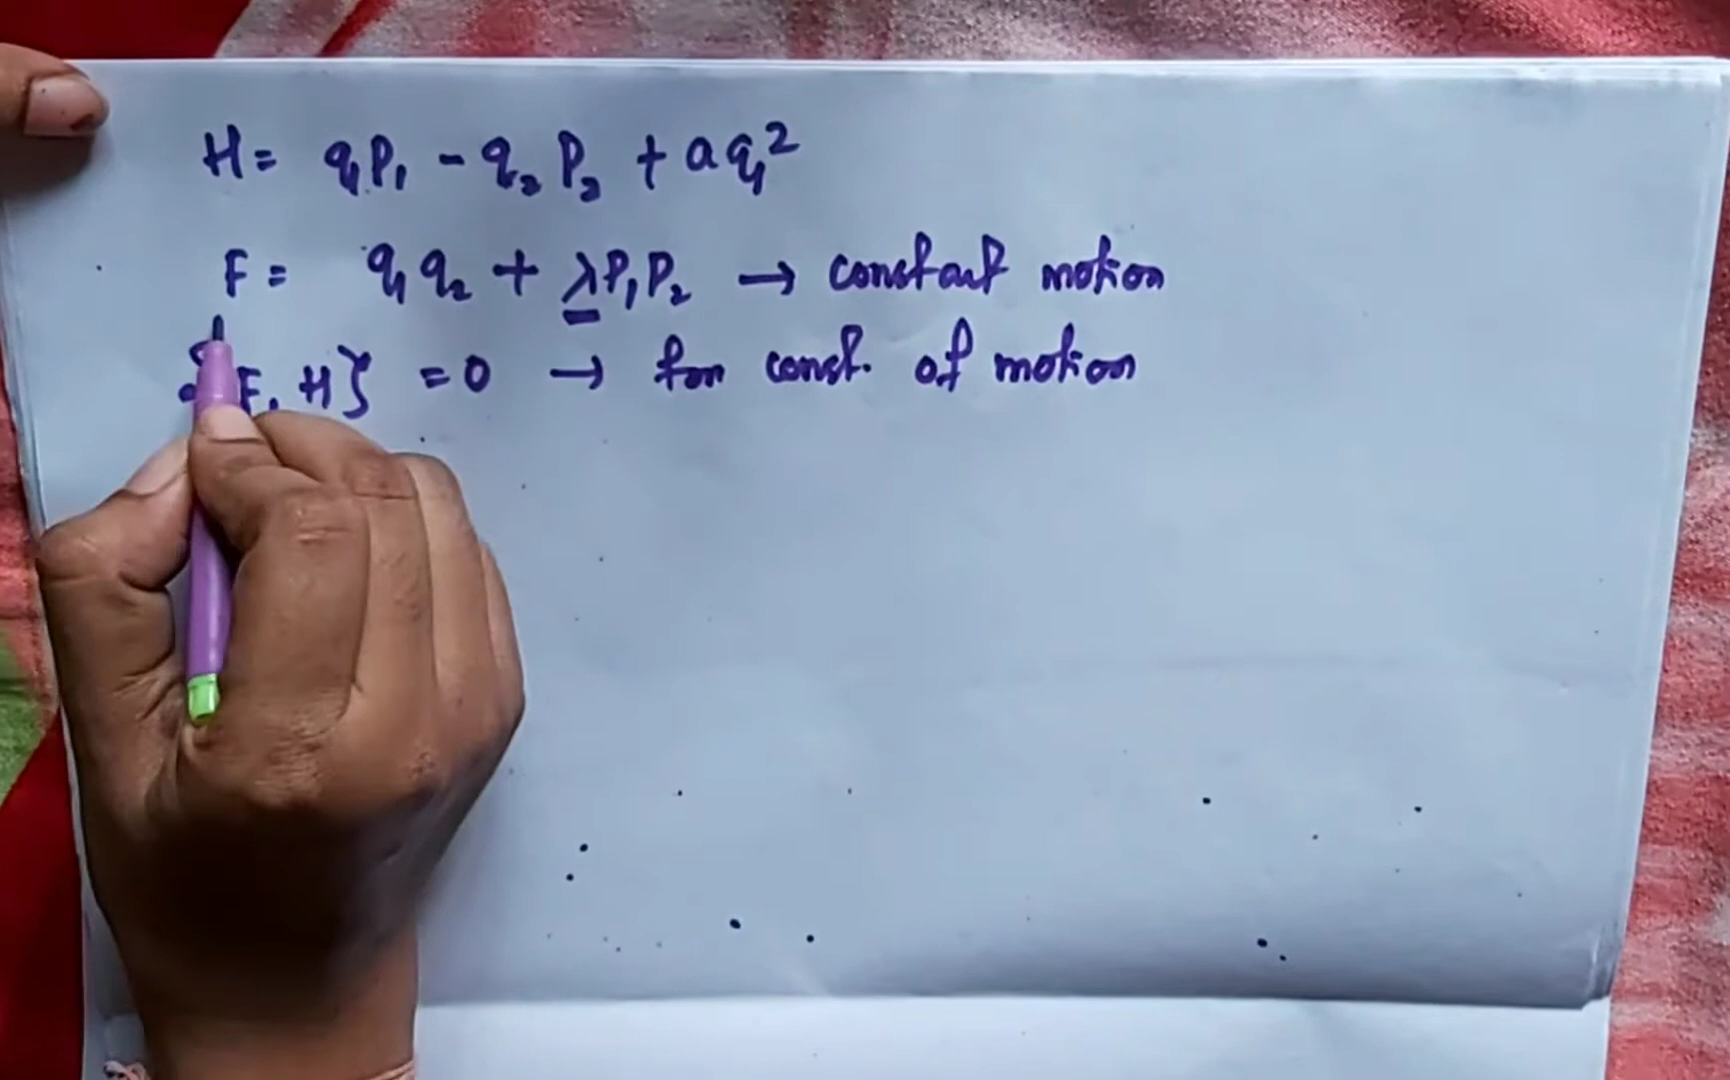 H = q₁P₁ - q₂P₂ + aq₁²
F = q₁q₂ + λP₁P₂ → constant motion
{F, H} = 0 → for const. of motion